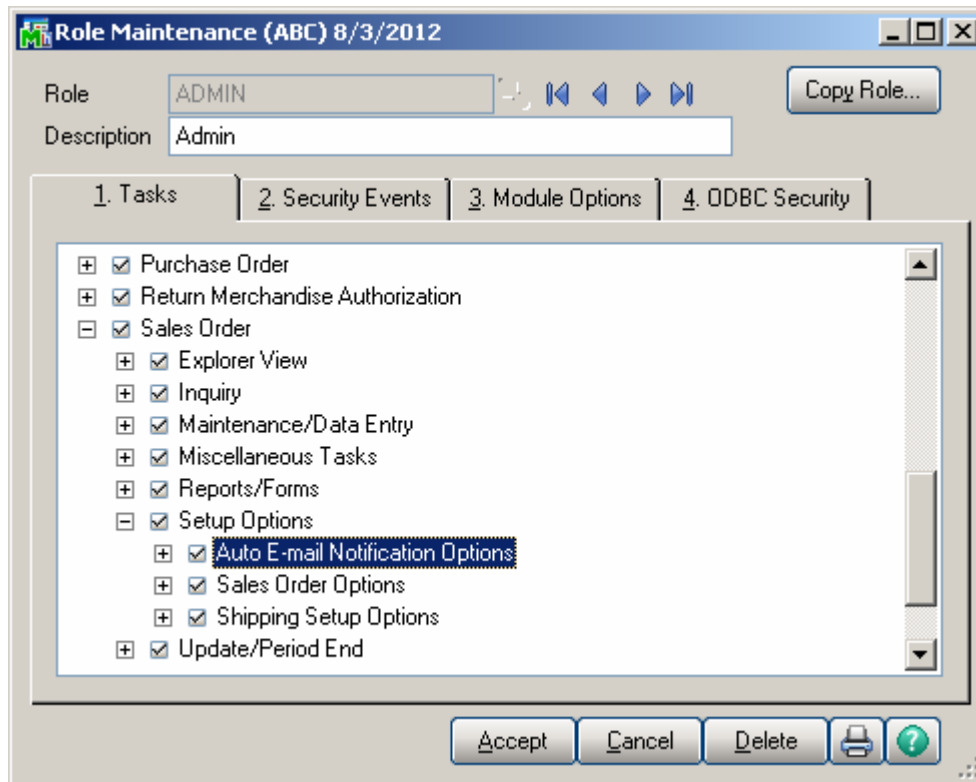 Role Maintenance (ABC) 8/3/2012
Role ADMIN Copy Role...
Description Admin
1. Tasks 2. Security Events 3. Module Options 4. ODBC Security
Purchase Order
Return Merchandise Authorization
Sales Order
Explorer View
Inquiry
Maintenance/Data Entry
Miscellaneous Tasks
Reports/Forms
Setup Options
Auto E-mail Notification Options
Sales Order Options
Shipping Setup Options
Update/Period End
Accept Cancel Delete